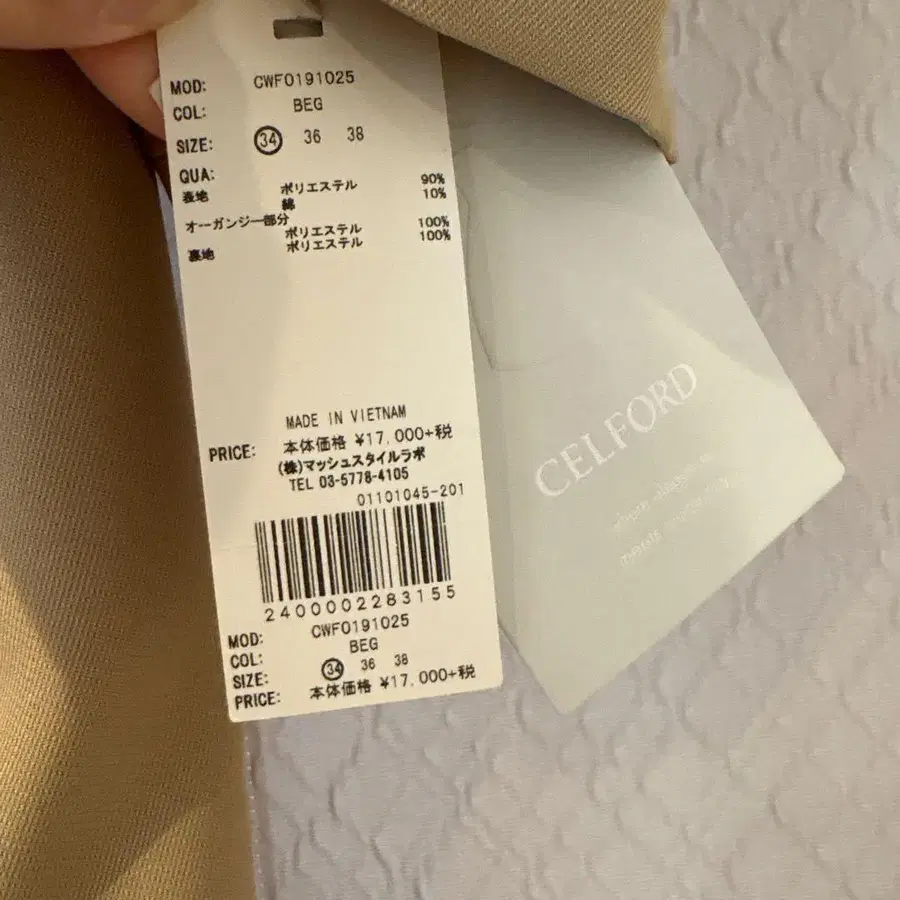 MOD: CWF0191025
COL: BEG
SIZE: 34 36 38
QUA:
表地 ポリエステル 90%
綿 10%
オーガンジー部分
ポリエステル 100%
裏地 ポリエステル 100%
MADE IN VIETNAM
PRICE: 本体価格 ¥17,000+税
(株)マッシュスタイルラボ
TEL 03-5778-4105
01101045-201
2400002283155
MOD: CWF0191025
COL: BEG
SIZE: 34 36 38
PRICE: 本体価格 ¥17,000+税
CELFORD